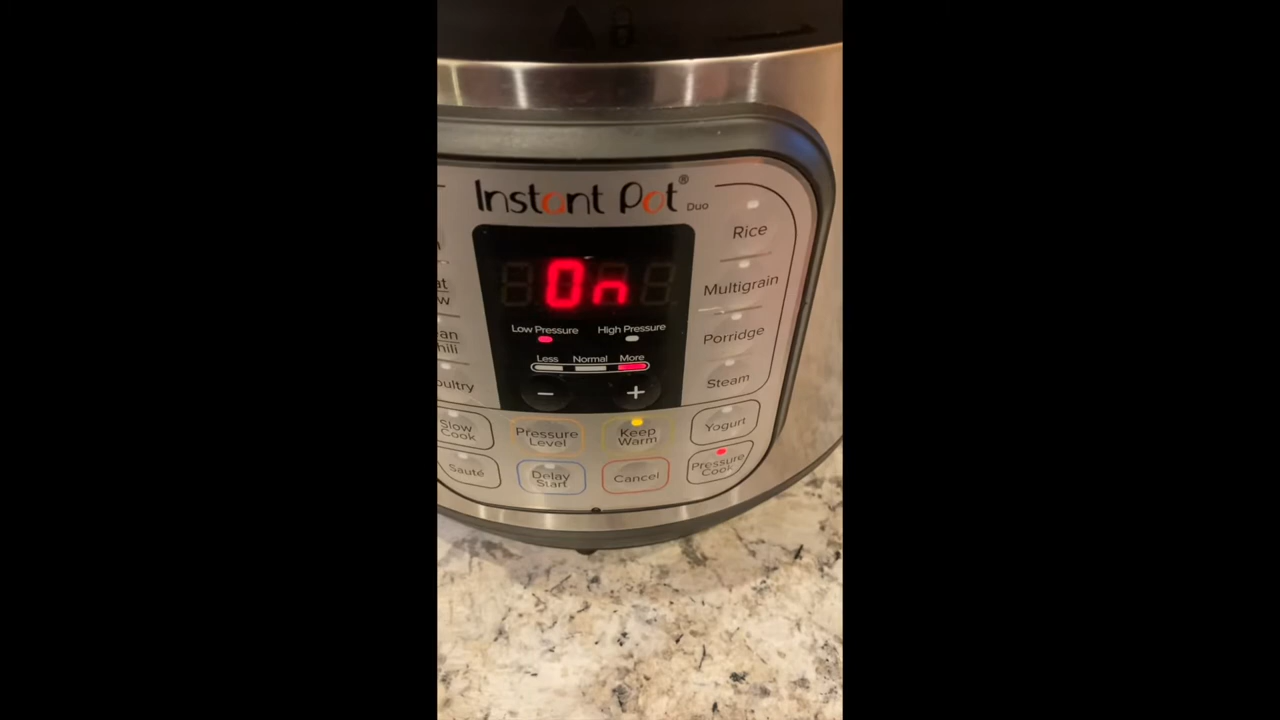 Instant Pot® Duo
On
Low Pressure High Pressure
Less Normal More
− +
Rice
Multigrain
Porridge
Steam
Slow
Cook
Pressure
Level
Keep
Warm
Yogurt
Sauté
Delay
Start
Cancel
Pressure
Cook